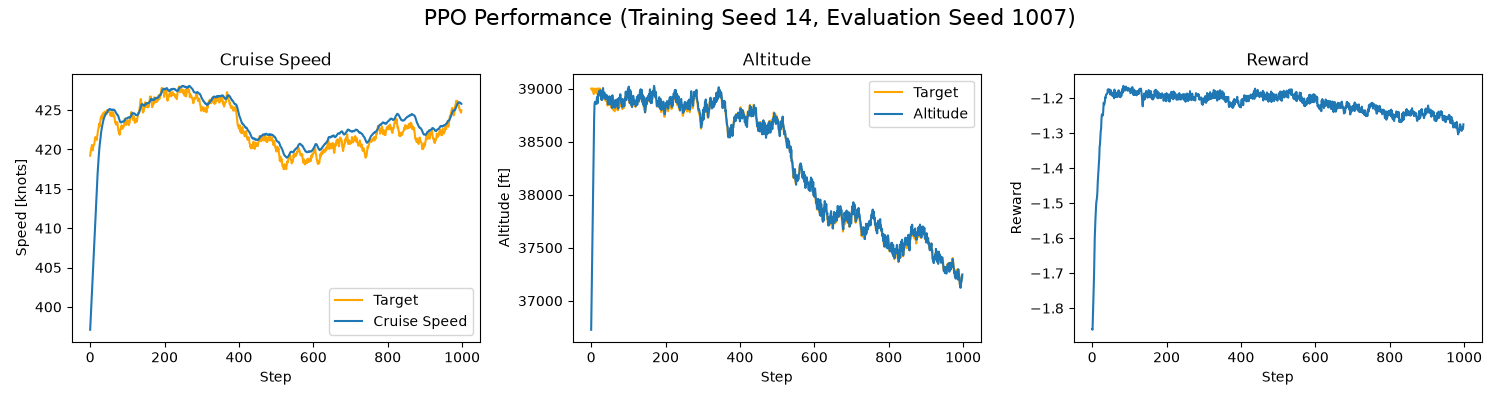 PPO Performance (Training Seed 14, Evaluation Seed 1007)
Cruise Speed
Speed [knots]
425
420
415
410
405
400
0
200
400
600
800
1000
Step
Target
Cruise Speed
Altitude
Altitude [ft]
39000
38500
38000
37500
37000
0
200
400
600
800
1000
Step
Target
Altitude
Reward
Reward
−1.2
−1.3
−1.4
−1.5
−1.6
−1.7
−1.8
0
200
400
600
800
1000
Step